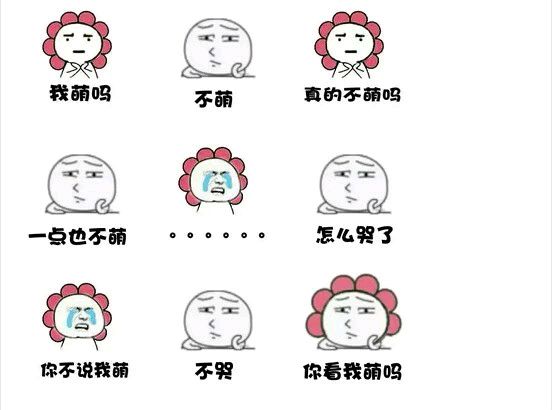 我萌吗
不萌
真的不萌吗
一点也不萌
。。。。。。
怎么哭了
你不说我萌
不哭
你看我萌吗